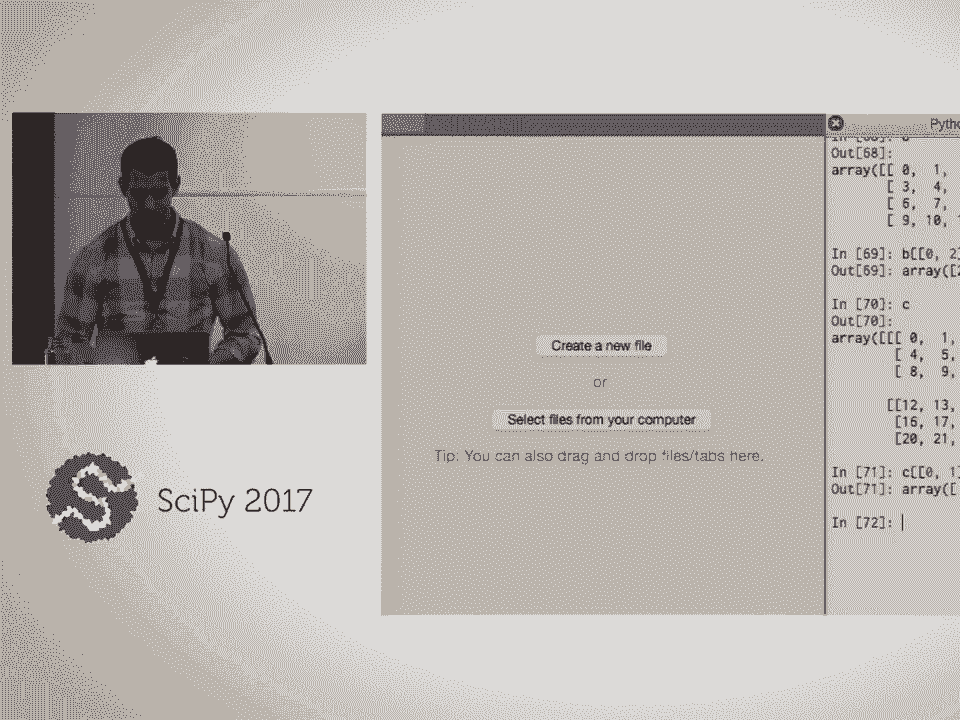 SciPy 2017
Create a new file
or
Select files from your computer
Tip: You can also drag and drop files/tabs here.
Out[68]:
array([[ 0, 1,
[ 3, 4,
[ 6, 7,
[ 9, 10,
In [69]: b[[0, 2]
Out[69]: array([2
In [70]: c
Out[70]:
array([[[ 0, 1,
[ 4, 5,
[ 8, 9,
[[12, 13,
[16, 17,
[20, 21,
In [71]: c[[0, 1]
Out[71]: array([
In [72]: